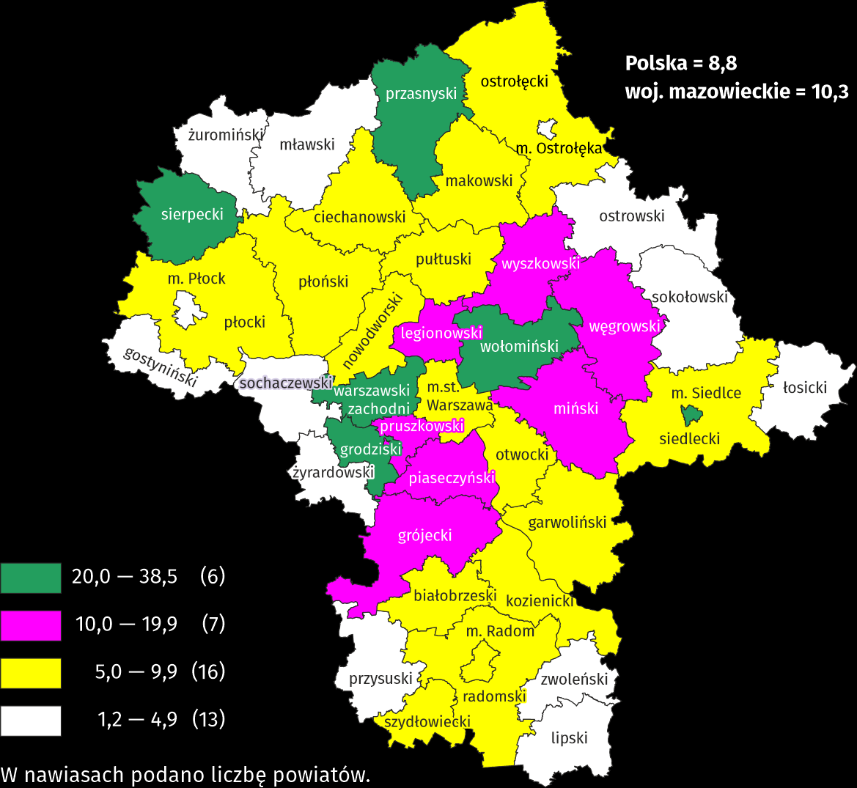 Polska = 8,8
woj. mazowieckie = 10,3
ostrołęcki
przasnyski
żuromiński
mławski
m. Ostrołęka
makowski
sierpecki
ciechanowski
ostrowski
pułtuski
wyszkowski
m. Płock
płoński
sokołowski
płocki
nowodworski
legionowski
węgrowski
wołomiński
gostyniński
sochaczewski
warszawski
zachodni
m.st.
Warszawa
m. Siedlce
łosicki
miński
pruszkowski
siedlecki
grodziski
otwocki
żyrardowski
piaseczyński
garwoliński
grójecki
białobrzeski
kozienicki
m. Radom
przysuski
zwoleński
radomski
szydłowiecki
lipski
20,0 — 38,5 (6)
10,0 — 19,9 (7)
5,0 — 9,9 (16)
1,2 — 4,9 (13)
W nawiasach podano liczbę powiatów.